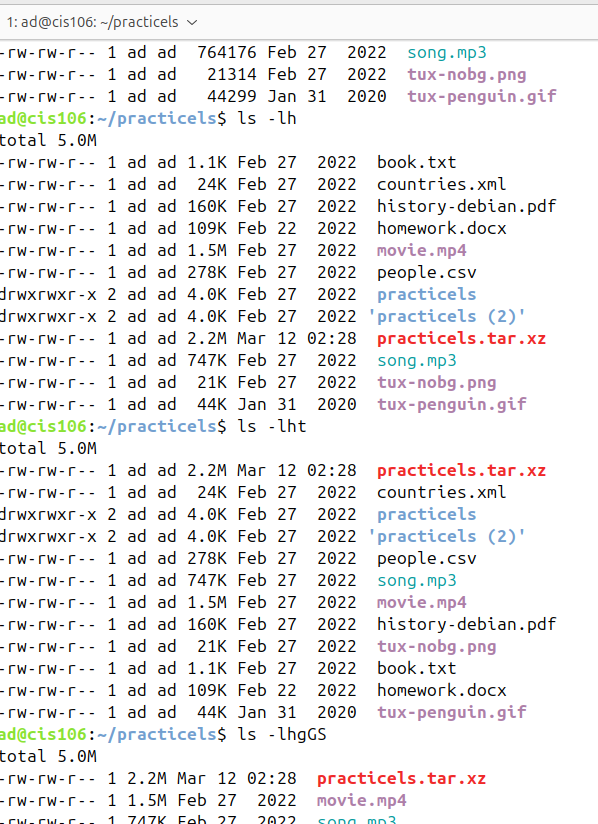 1: ad@cis106: ~/practicels
-rw-rw-r-- 1 ad ad  764176 Feb 27  2022  song.mp3
-rw-rw-r-- 1 ad ad   21314 Feb 27  2022  tux-nobg.png
-rw-rw-r-- 1 ad ad   44299 Jan 31  2020  tux-penguin.gif
ad@cis106:~/practicels$ ls -lh
total 5.0M
-rw-rw-r-- 1 ad ad 1.1K Feb 27  2022  book.txt
-rw-rw-r-- 1 ad ad  24K Feb 27  2022  countries.xml
-rw-rw-r-- 1 ad ad 160K Feb 27  2022  history-debian.pdf
-rw-rw-r-- 1 ad ad 109K Feb 22  2022  homework.docx
-rw-rw-r-- 1 ad ad 1.5M Feb 27  2022  movie.mp4
-rw-rw-r-- 1 ad ad 278K Feb 27  2022  people.csv
drwxrwxr-x 2 ad ad 4.0K Feb 27  2022  practicels
drwxrwxr-x 2 ad ad 4.0K Feb 27  2022 'practicels (2)'
-rw-rw-r-- 1 ad ad 2.2M Mar 12 02:28  practicels.tar.xz
-rw-rw-r-- 1 ad ad 747K Feb 27  2022  song.mp3
-rw-rw-r-- 1 ad ad  21K Feb 27  2022  tux-nobg.png
-rw-rw-r-- 1 ad ad  44K Jan 31  2020  tux-penguin.gif
ad@cis106:~/practicels$ ls -lht
total 5.0M
-rw-rw-r-- 1 ad ad 2.2M Mar 12 02:28  practicels.tar.xz
-rw-rw-r-- 1 ad ad  24K Feb 27  2022  countries.xml
drwxrwxr-x 2 ad ad 4.0K Feb 27  2022  practicels
drwxrwxr-x 2 ad ad 4.0K Feb 27  2022 'practicels (2)'
-rw-rw-r-- 1 ad ad 278K Feb 27  2022  people.csv
-rw-rw-r-- 1 ad ad 747K Feb 27  2022  song.mp3
-rw-rw-r-- 1 ad ad 1.5M Feb 27  2022  movie.mp4
-rw-rw-r-- 1 ad ad 160K Feb 27  2022  history-debian.pdf
-rw-rw-r-- 1 ad ad  21K Feb 27  2022  tux-nobg.png
-rw-rw-r-- 1 ad ad 1.1K Feb 27  2022  book.txt
-rw-rw-r-- 1 ad ad 109K Feb 22  2022  homework.docx
-rw-rw-r-- 1 ad ad  44K Jan 31  2020  tux-penguin.gif
ad@cis106:~/practicels$ ls -lhgGS
total 5.0M
-rw-rw-r-- 1 2.2M Mar 12 02:28  practicels.tar.xz
-rw-rw-r-- 1 1.5M Feb 27  2022  movie.mp4
-rw-rw-r-- 1 747K Feb 27  2022  song.mp3